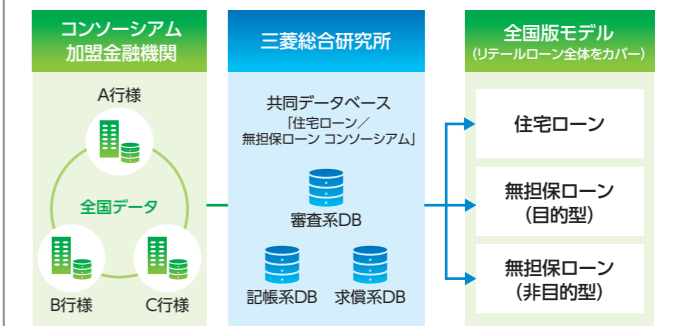 コンソーシアム
加盟金融機関
A行様
全国データ
B行様
C行様
三菱総合研究所
共同データベース
「住宅ローン／
無担保ローン コンソーシアム」
審査系DB
記帳系DB
求償系DB
全国版モデル
(リテールローン全体をカバー)
住宅ローン
無担保ローン
(目的型)
無担保ローン
(非目的型)